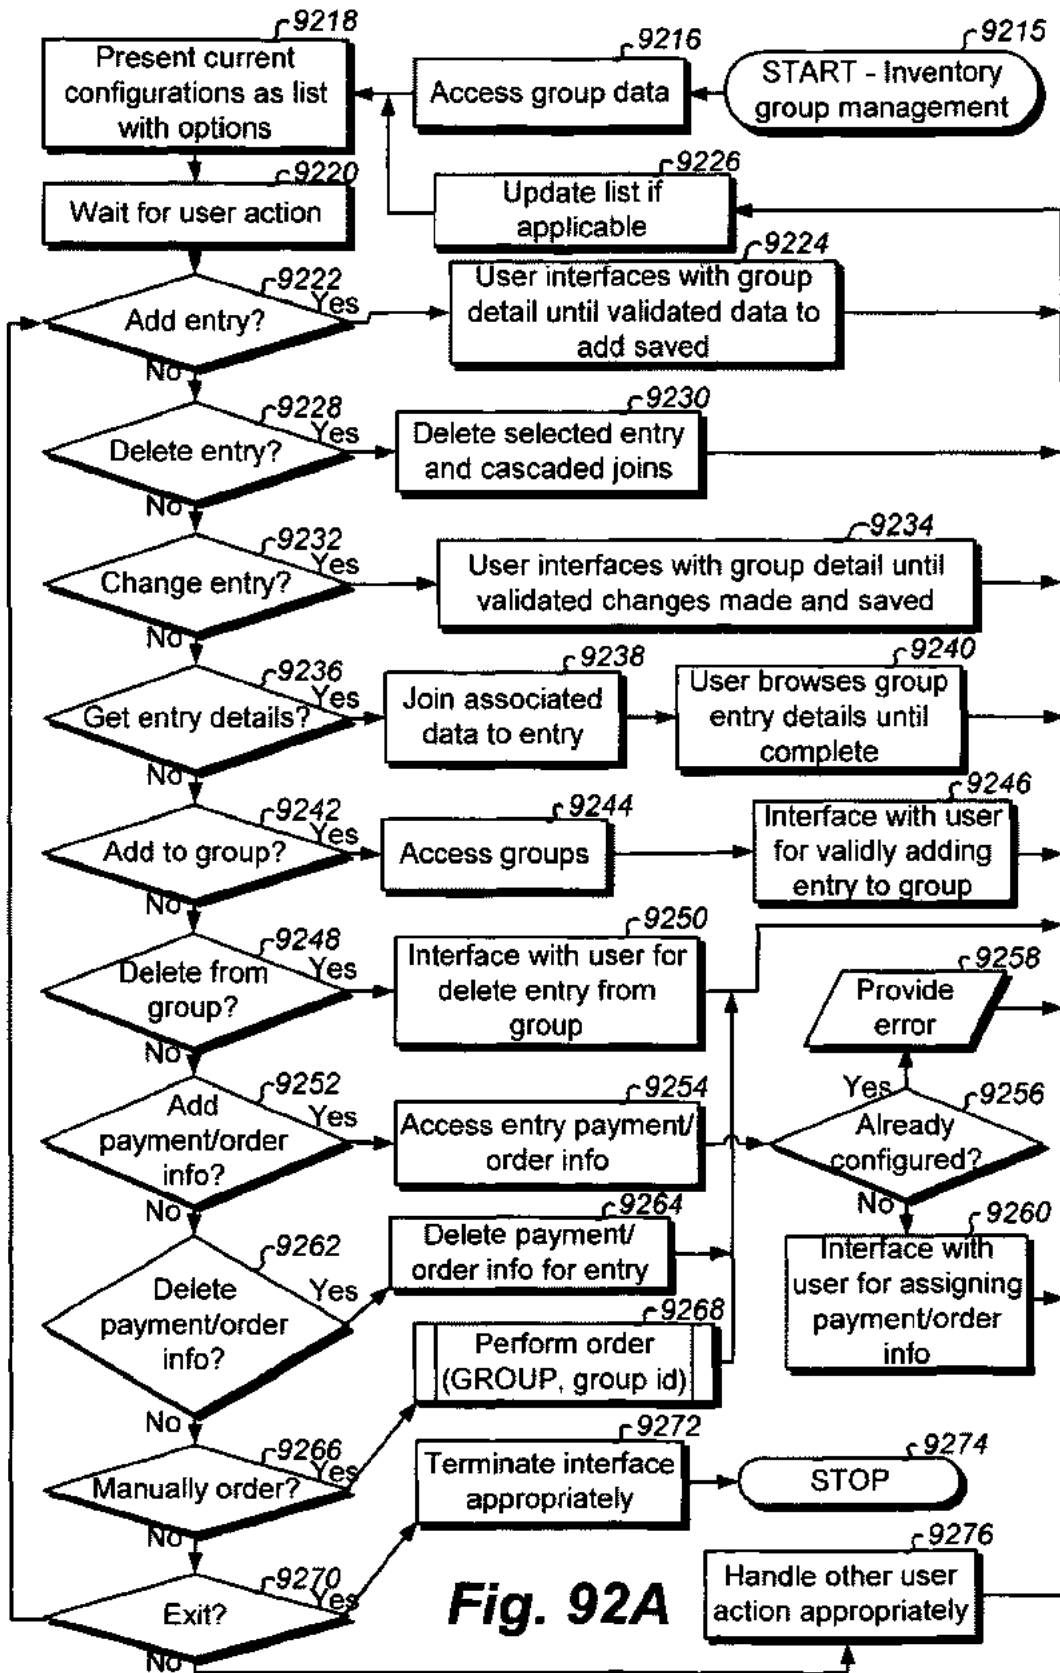 9218
Present current
configurations as list
with options
9216
Access group data
9215
START - Inventory
group management
9220
Wait for user action
9226
Update list if
applicable
9222
Add entry?
Yes
No
9224
User interfaces with group
detail until validated data to
add saved
9228
Delete entry?
Yes
No
9230
Delete selected entry
and cascaded joins
9232
Change entry?
Yes
No
9234
User interfaces with group detail until
validated changes made and saved
9236
Get entry details?
Yes
No
9238
Join associated
data to entry
9240
User browses group
entry details until
complete
9242
Add to group?
Yes
No
9244
Access groups
9246
Interface with user
for validly adding
entry to group
9248
Delete from
group?
Yes
No
9250
Interface with user for
delete entry from
group
9258
Provide
error
9252
Add
payment/order
info?
Yes
No
9254
Access entry payment/
order info
Yes
9256
Already
configured?
No
9260
Interface with
user for assigning
payment/order
info
9262
Delete
payment/order
info?
Yes
No
9264
Delete payment/
order info for entry
9268
Perform order
(GROUP, group id)
9266
Manually order?
Yes
No
9272
Terminate interface
appropriately
9274
STOP
9270
Exit?
Yes
No
9276
Handle other user
action appropriately
Fig. 92A